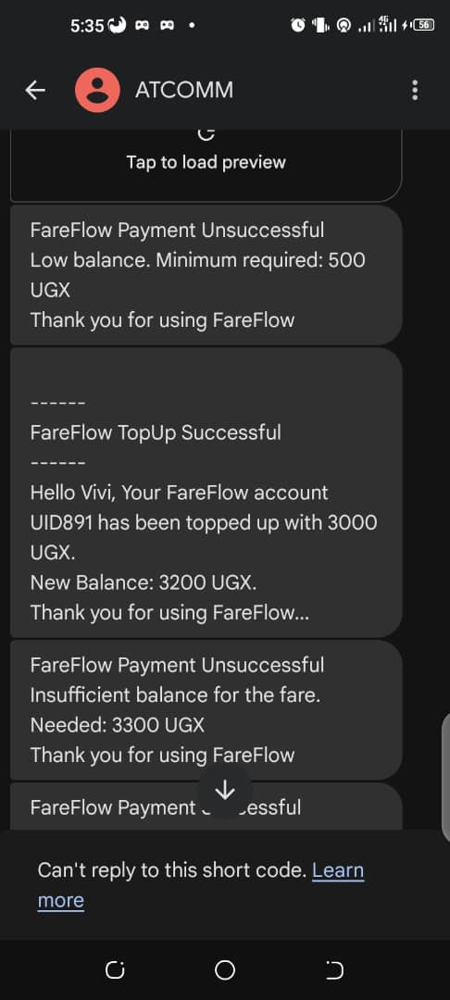 5:35
4G
56
ATCOMM
Tap to load preview
FareFlow Payment Unsuccessful
Low balance. Minimum required: 500
UGX
Thank you for using FareFlow
------
FareFlow TopUp Successful
------
Hello Vivi, Your FareFlow account
UID891 has been topped up with 3000
UGX.
New Balance: 3200 UGX.
Thank you for using FareFlow...
FareFlow Payment Unsuccessful
Insufficient balance for the fare.
Needed: 3300 UGX
Thank you for using FareFlow
FareFlow Payment
Can't reply to this short code. Learn
more